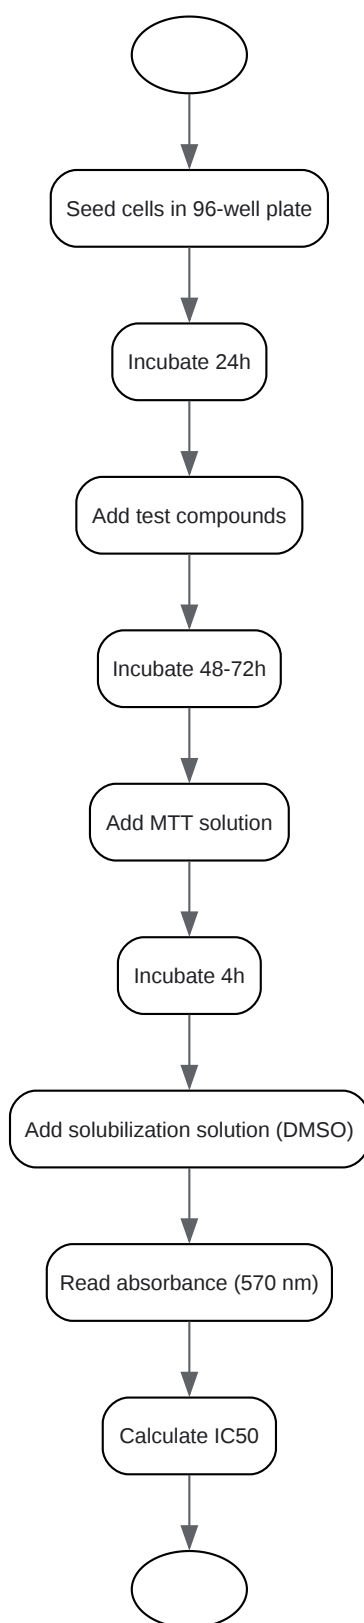 Seed cells in 96-well plate
Incubate 24h
Add test compounds
Incubate 48-72h
Add MTT solution
Incubate 4h
Add solubilization solution (DMSO)
Read absorbance (570 nm)
Calculate IC50